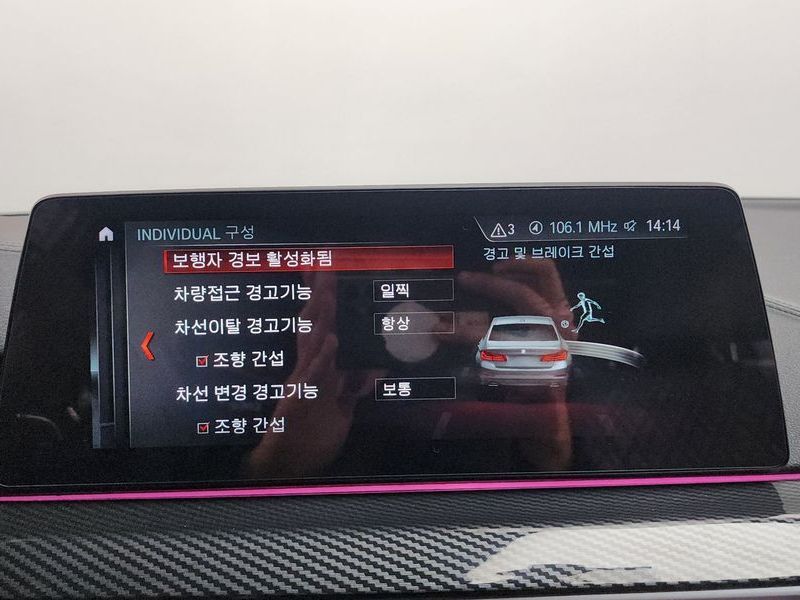 INDIVIDUAL 구성
3 106.1 MHz 14:14
보행자 경보 활성화됨
경고 및 브레이크 간섭
차량접근 경고기능 일찍
차선이탈 경고기능 항상
조향 간섭
차선 변경 경고기능 보통
조향 간섭